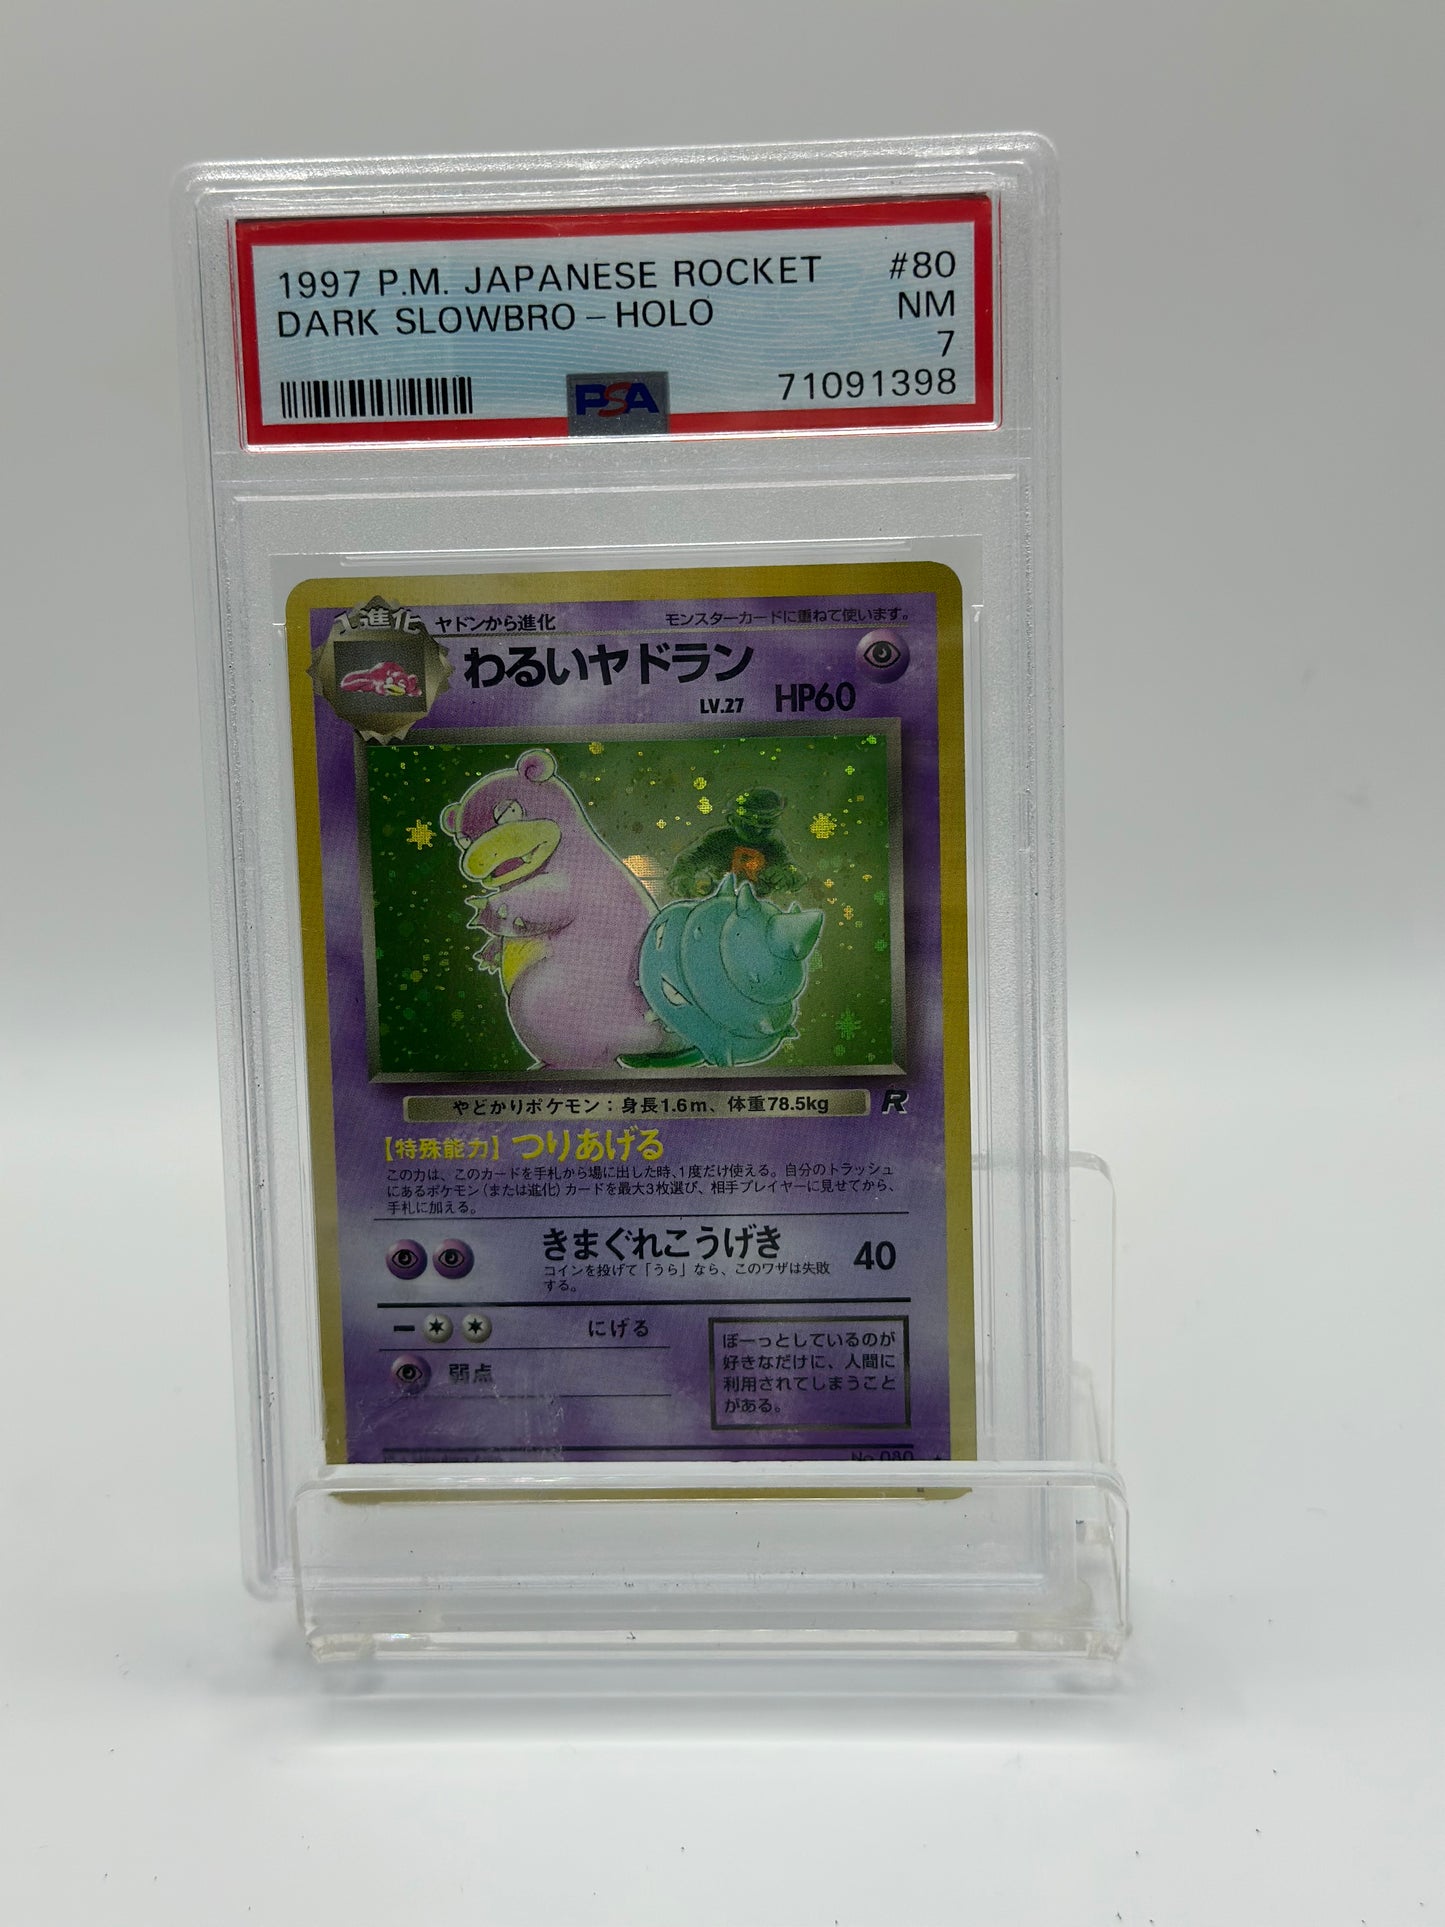 1997 P.M. JAPANESE ROCKET #80
DARK SLOWBRO - HOLO NM
7
PSA 71091398
1進化 ヤドンから進化 モンスターカードに重ねて使います。
わるいヤドラン
LV.27 HP60
R
やどかりポケモン：身長1.6m、体重78.5kg R
【特殊能力】つりあげる
この力は、このカードを手札から場に出した時、1度だけ使える。自分のトラッシュ
にあるポケモン（または進化）カードを最大3枚選び、相手プレイヤーに見せてから、
手札に加える。
きまぐれこうげき 40
コインを投げて「うら」なら、このワザは失敗
する。
ー にげる
弱点
ぼーっとしているのが
好きなだけに、人間に
利用されてしまうこと
がある。
No.080